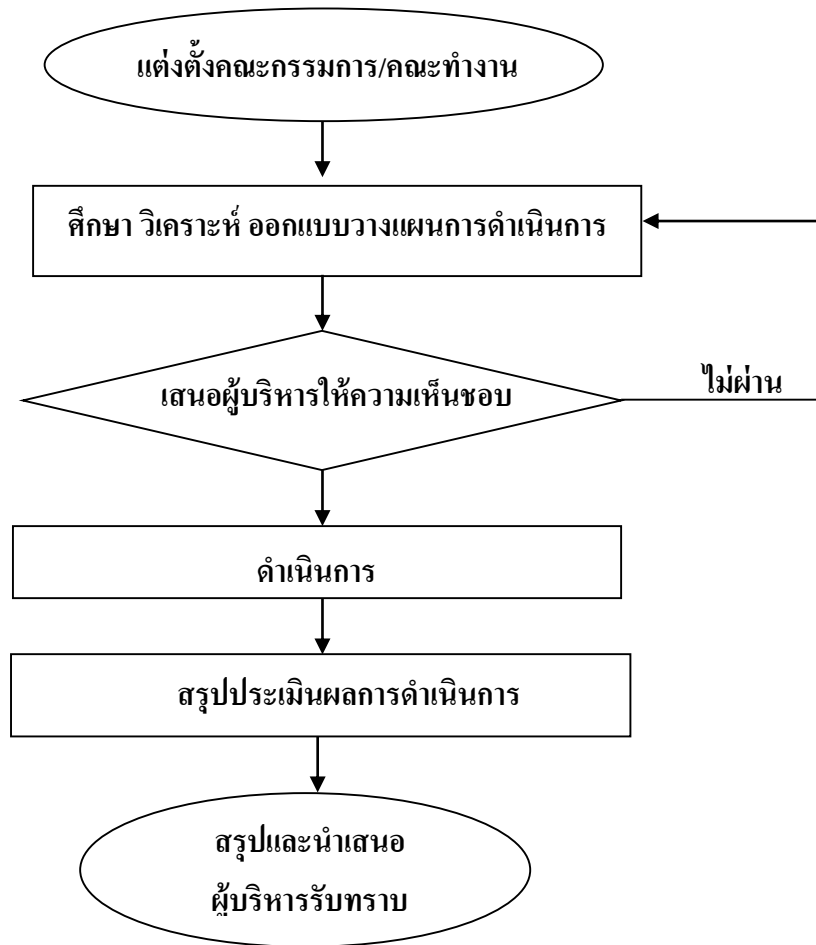 แต่งตั้งคณะกรรมการ/คณะทำงาน
ศึกษา วิเคราะห์ ออกแบบวางแผนการดำเนินการ
เสนอผู้บริหารให้ความเห็นชอบ
ไม่ผ่าน
ดำเนินการ
สรุปประเมินผลการดำเนินการ
สรุปและนำเสนอ
ผู้บริหารรับทราบ